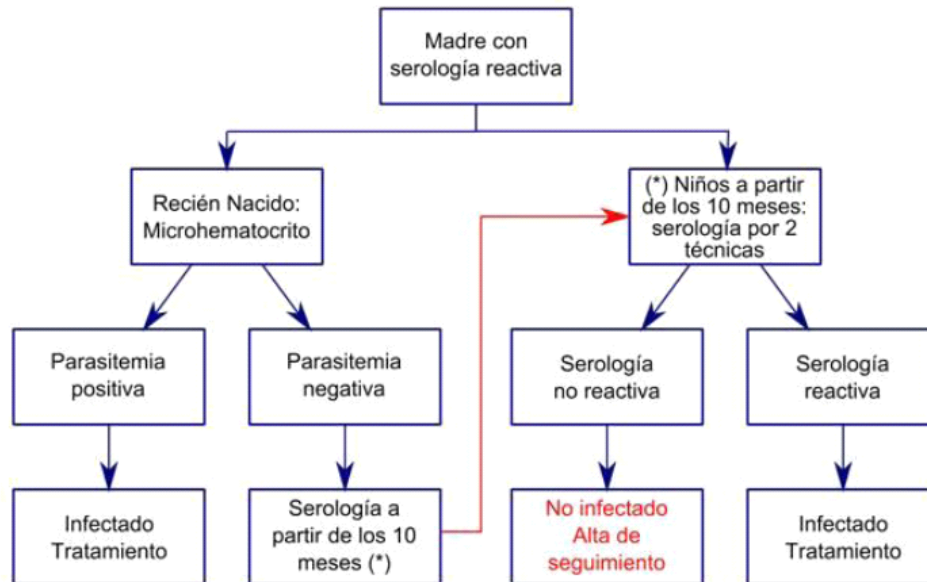 Madre con
serología reactiva
Recién Nacido:
Microhematocrito
(*) Niños a partir
de los 10 meses:
serología por 2
técnicas
Parasitemia
positiva
Parasitemia
negativa
Serología
no reactiva
Serología
reactiva
Infectado
Tratamiento
Serología a
partir de los 10
meses (*)
No infectado
Alta de
seguimiento
Infectado
Tratamiento